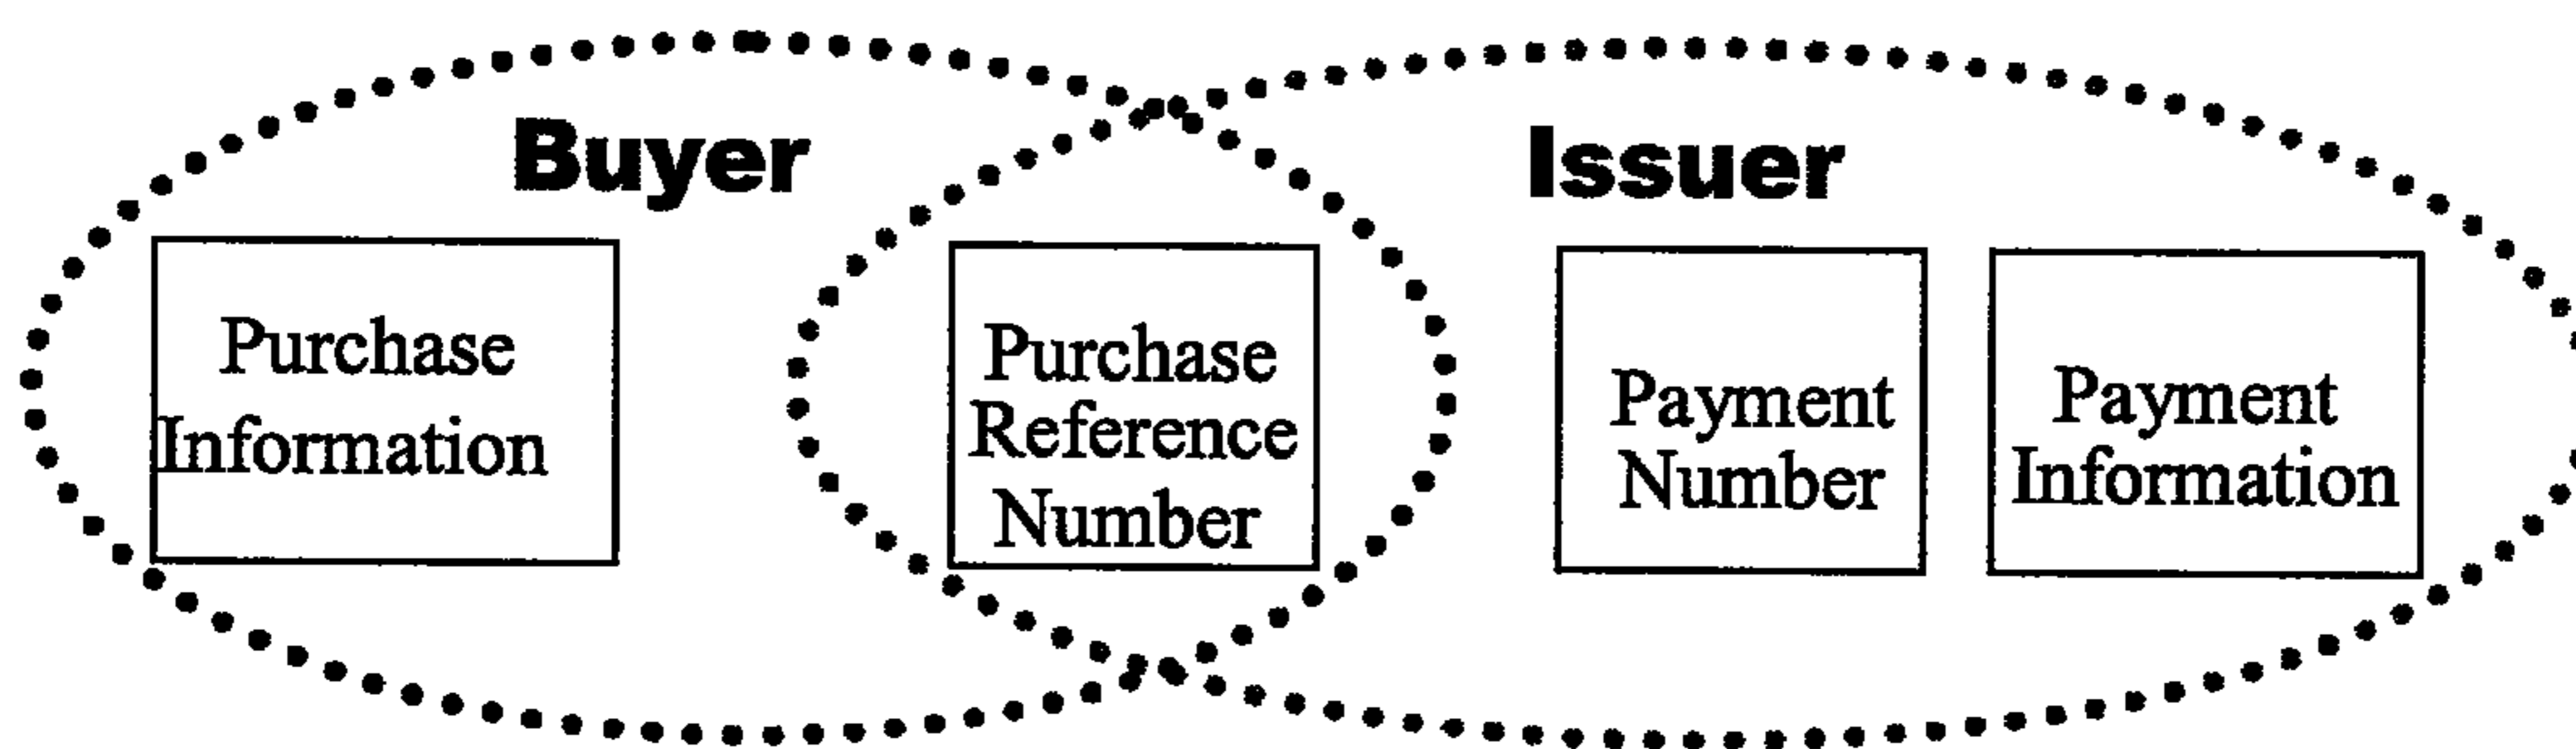 Buyer
Issuer
Purchase
Information
Purchase
Reference
Number
Payment
Number
Payment
Information